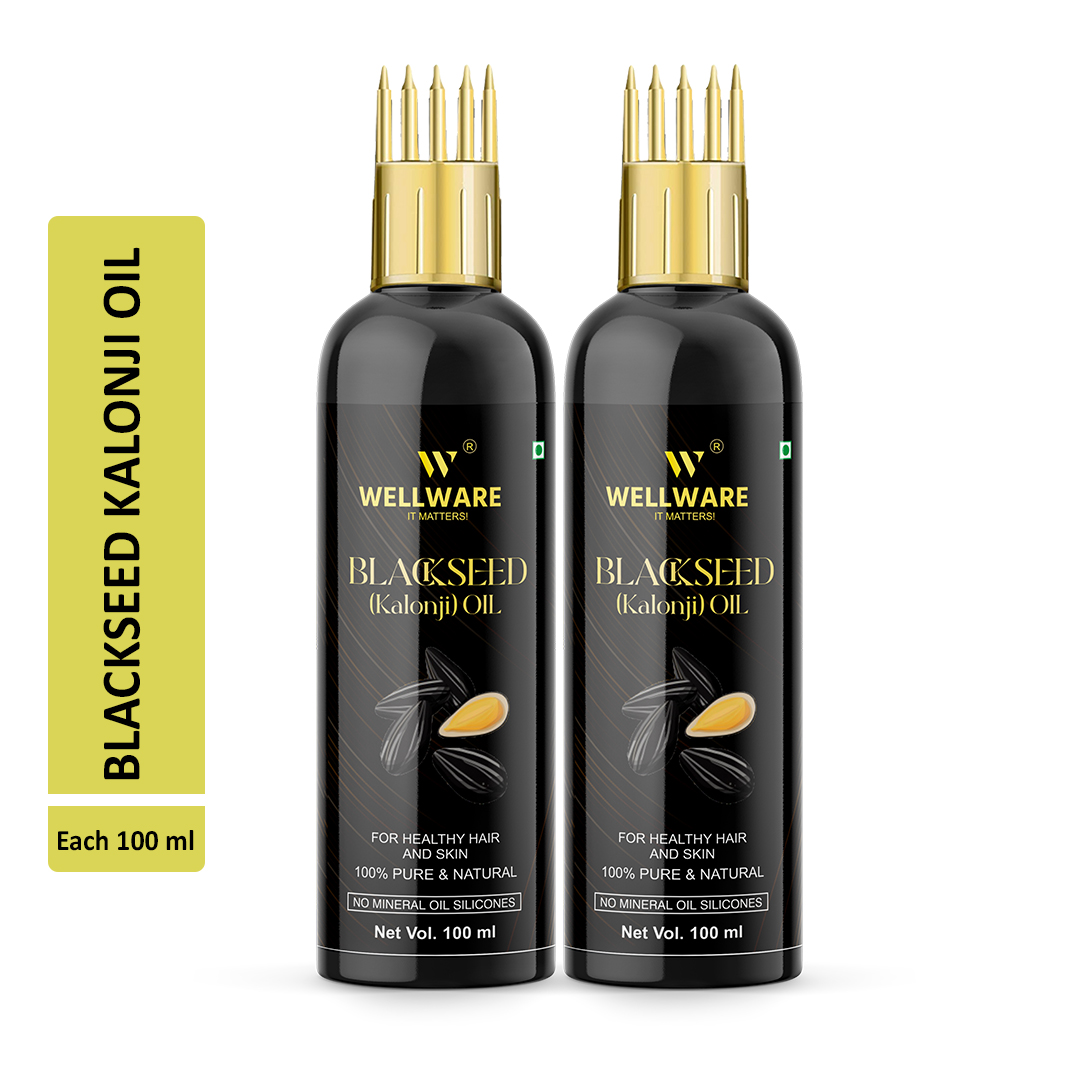 BLACKSEED KALONJI OIL
Each 100 ml
W ®
WELLWARE
IT MATTERS!
BLACKSEED
(Kalonji) OIL
FOR HEALTHY HAIR
AND SKIN
100% PURE & NATURAL
NO MINERAL OIL SILICONES
Net Vol. 100 ml
W ®
WELLWARE
IT MATTERS!
BLACKSEED
(Kalonji) OIL
FOR HEALTHY HAIR
AND SKIN
100% PURE & NATURAL
NO MINERAL OIL SILICONES
Net Vol. 100 ml